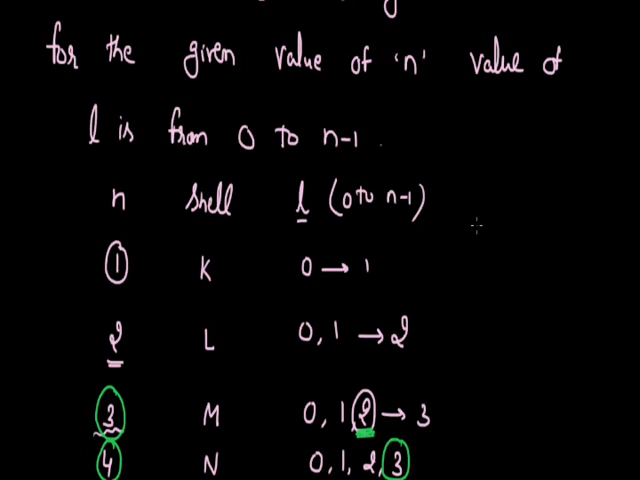 for the given value of 'n' value of
l is from 0 to n-1.
n shell l (0 to n-1)
1 K 0 → 1
2 L 0, 1 → 2
3 M 0, 1, 2 → 3
4 N 0, 1, 2, 3